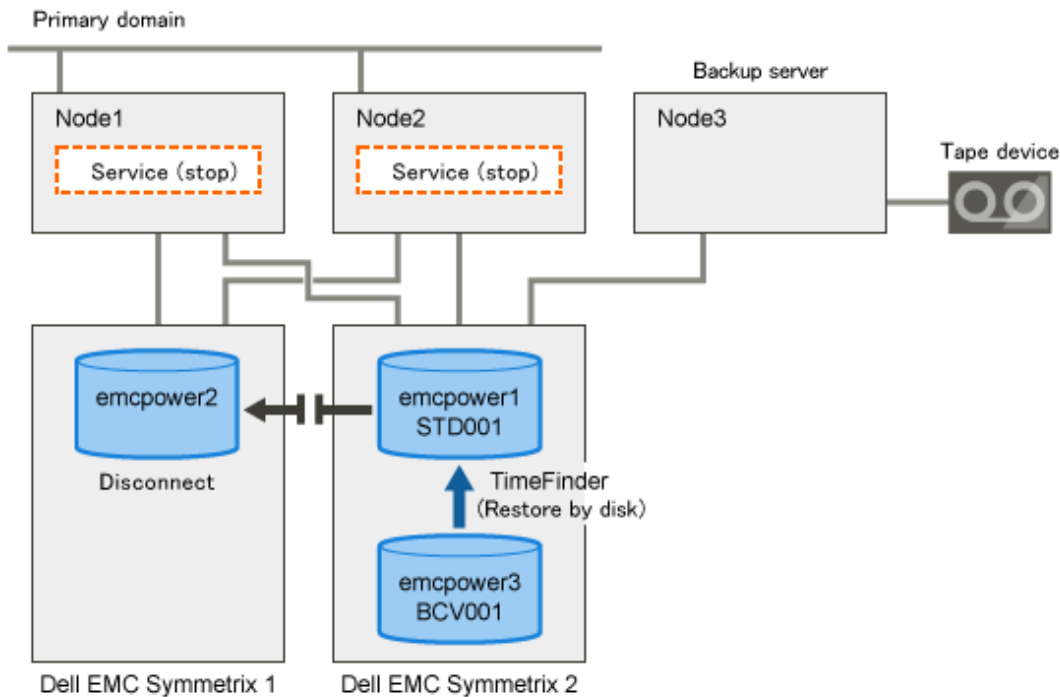 Primary domain
Backup server
Node1
Node2
Node3
Tape device
Service (stop)
Service (stop)
emcpower2
emcpower1
STD001
Disconnect
TimeFinder
(Restore by disk)
emcpower3
BCV001
Dell EMC Symmetrix 1
Dell EMC Symmetrix 2